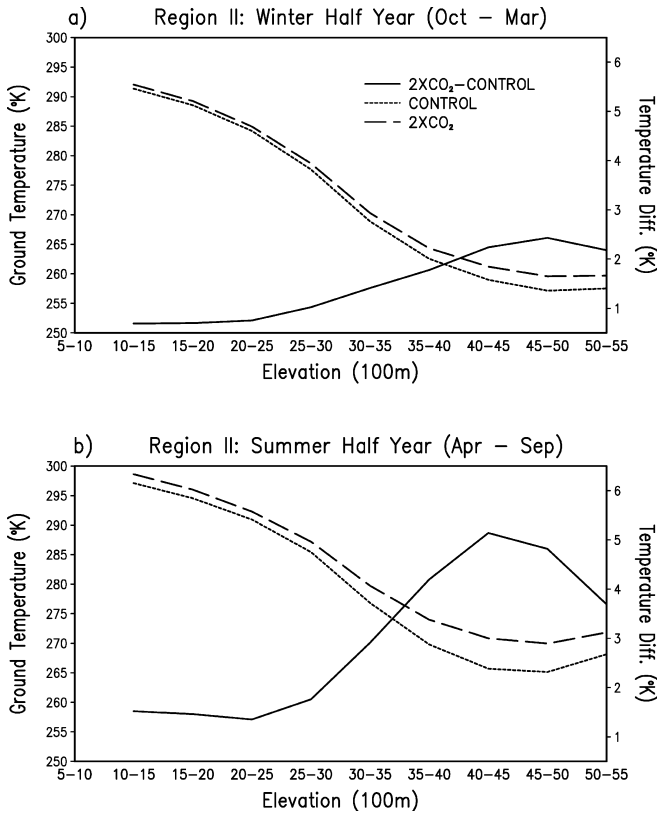 a) Region II: Winter Half Year (Oct – Mar)
300
295
290
285
280
275
270
265
260
255
250
Ground Temperature (°K)
6
5
4
3
2
1
Temperature Diff. (°K)
2XCO₂–CONTROL
CONTROL
2XCO₂
5–10 10–15 15–20 20–25 25–30 30–35 35–40 40–45 45–50 50–55
Elevation (100m)
b) Region II: Summer Half Year (Apr – Sep)
300
295
290
285
280
275
270
265
260
255
250
Ground Temperature (°K)
6
5
4
3
2
1
Temperature Diff. (°K)
5–10 10–15 15–20 20–25 25–30 30–35 35–40 40–45 45–50 50–55
Elevation (100m)